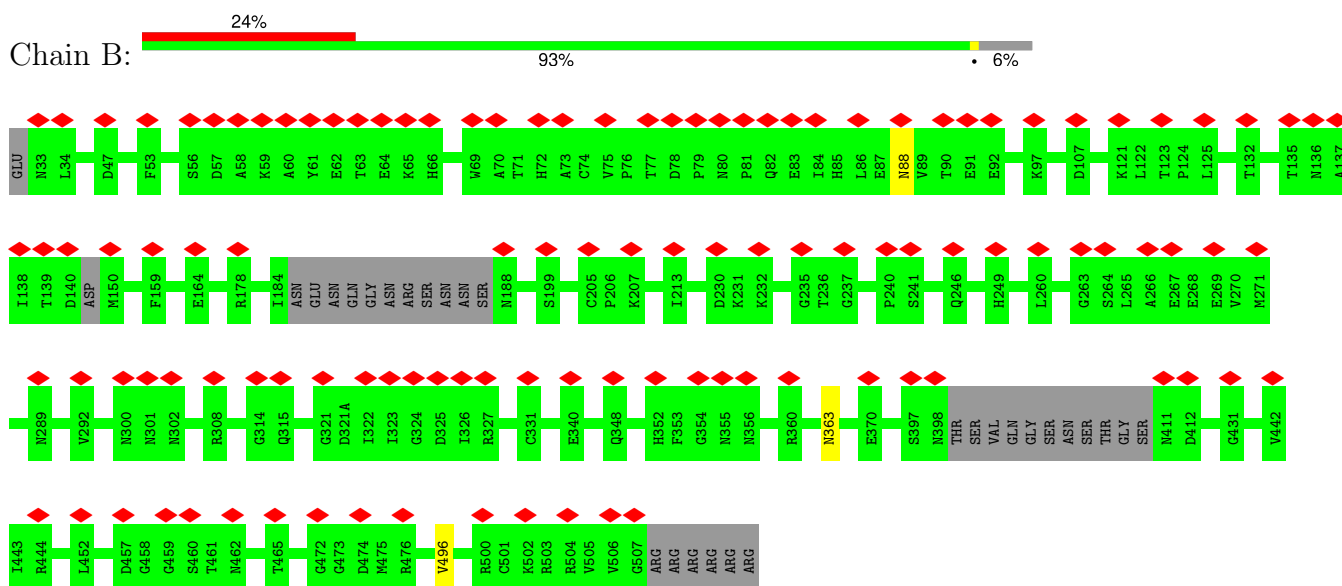 24%
Chain B:
93% • 6%
GLU N33 L34 D47 F53 S56 D57 A58 K59 A60 Y61 E62 T63 E64 K65 H66 W69 A70 T71 H72 A73 C74 V75 P76 T77 D78 P79 N80 P81 Q82 E83 I84 H85 L86 E87 N88 V89 T90 E91 E92 K97 D107 K121 L122 T123 P124 L125 T132 T135 N136 A137
I138 T139 D140 ASP M150 F159 E164 R178 I184 ASN GLU ASN GLN GLY ASN ARG SER ASN ASN SER N188 S199 C205 P206 K207 I213 D230 K231 K232 G235 T236 G237 P240 S241 Q246 H249 L260 G263 S264 L265 A266 E267 E268 E269 V270 M271
N289 V292 N300 N301 N302 R308 G314 Q315 G321 D321A I322 I323 G324 D325 I326 R327 C331 E340 Q348 H352 F353 G354 N355 N356 R360 N363 E370 S397 N398 THR SER VAL GLN GLY SER ASN SER THR GLY SER N411 D412 G431 V442
I443 R444 L452 D457 G458 G459 S460 T461 N462 T465 G472 G473 D474 M475 R476 V496 R500 C501 K502 R503 R504 V505 V506 G507 ARG ARG ARG ARG ARG ARG